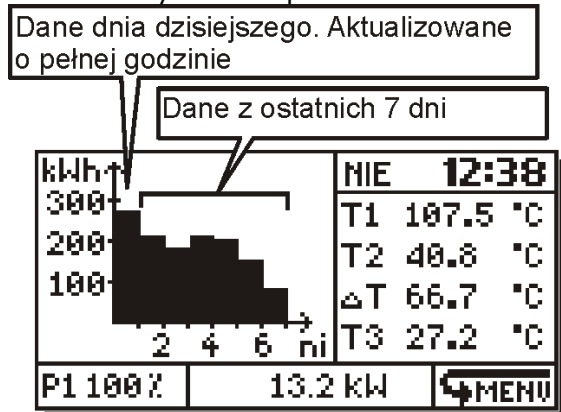 Dane dnia dzisiejszego. Aktualizowane
o pełnej godzinie
Dane z ostatnich 7 dni
kWh
300
200
100
2 4 6 ni
NIE 12:38
T1 107.5 °C
T2 40.8 °C
△T 66.7 °C
T3 27.2 °C
P1 100% 13.2 kW MENU